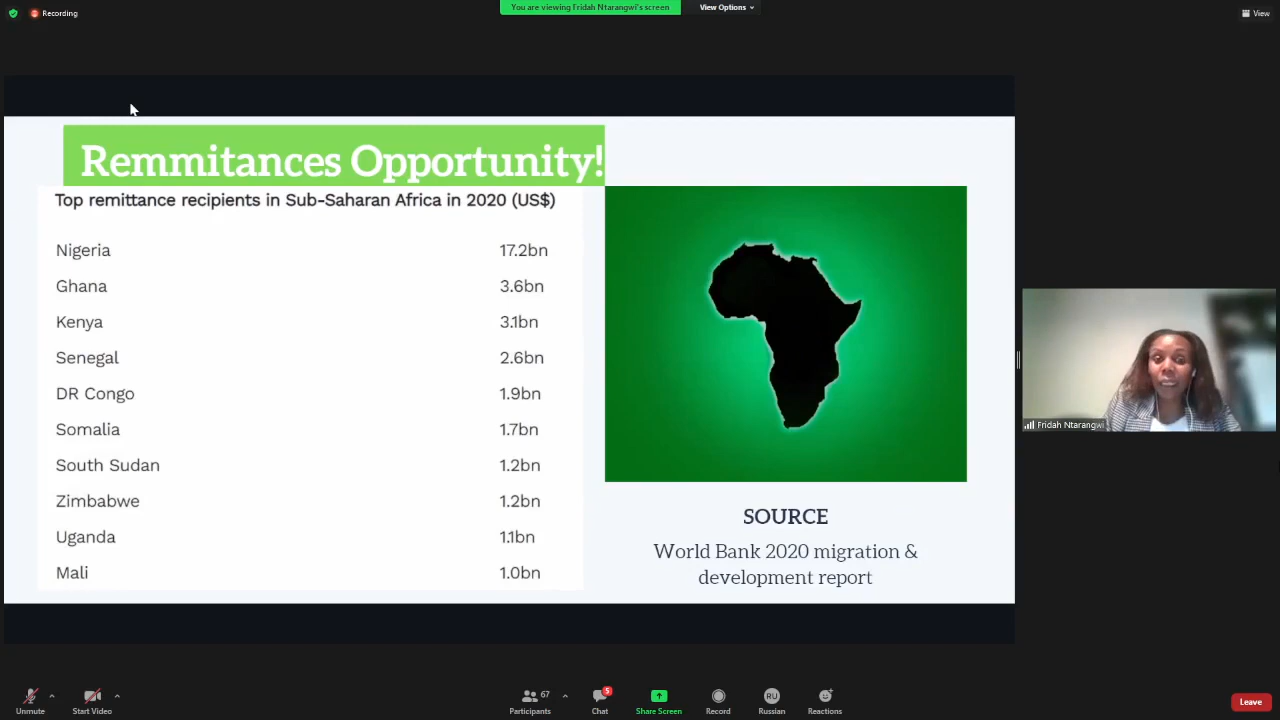 Recording
You are viewing Fridah Ntarangwi's screen
View Options
View
Remmitances Opportunity!
Top remittance recipients in Sub-Saharan Africa in 2020 (US$)
Nigeria 17.2bn
Ghana 3.6bn
Kenya 3.1bn
Senegal 2.6bn
DR Congo 1.9bn
Somalia 1.7bn
South Sudan 1.2bn
Zimbabwe 1.2bn
Uganda 1.1bn
Mali 1.0bn
SOURCE
World Bank 2020 migration &
development report
Fridah Ntarangwi
67
5
RU
Unmute
Start Video
Participants
Chat
Share Screen
Record
Russian
Reactions
Leave